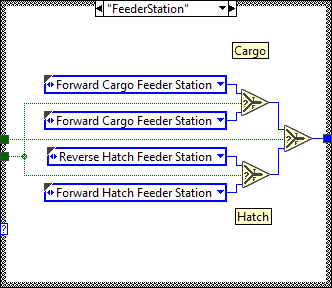 "FeederStation"
Cargo
Forward Cargo Feeder Station
Forward Cargo Feeder Station
Reverse Hatch Feeder Station
Forward Hatch Feeder Station
Hatch
?
? T F
? T F
? T F